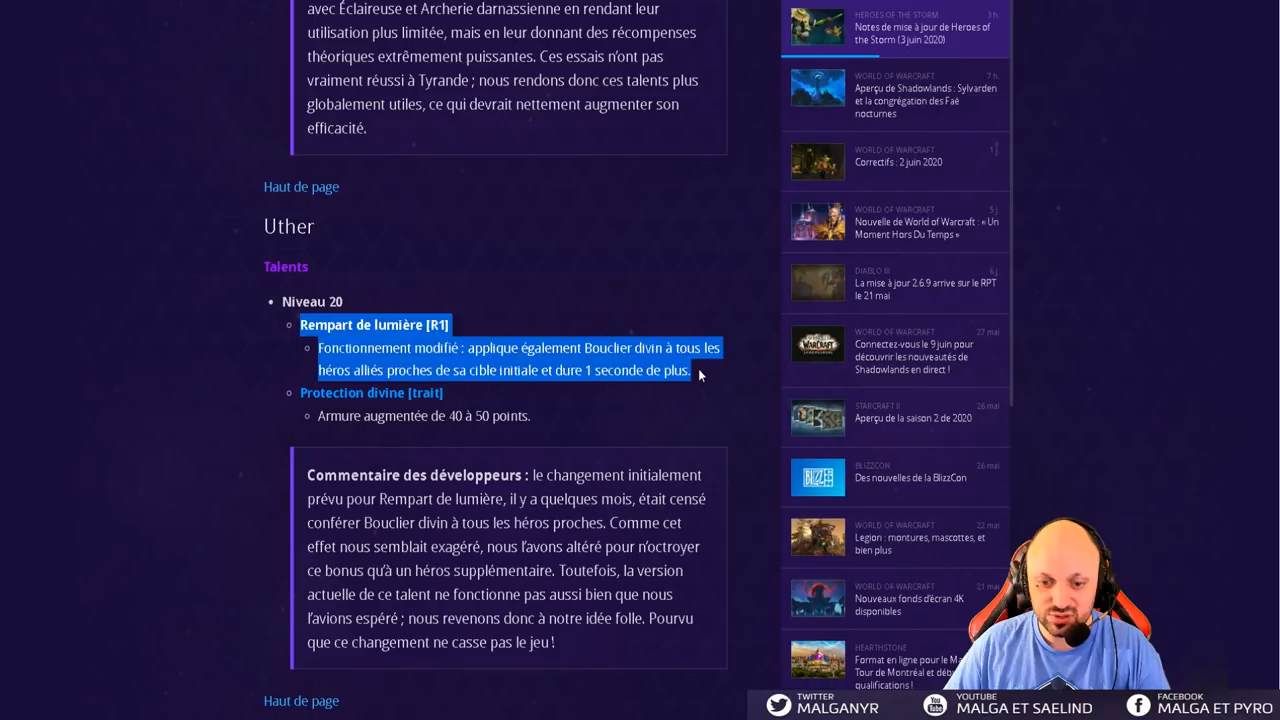 avec Éclaireuse et Archerie darnassienne en rendant leur
utilisation plus limitée, mais en leur donnant des récompenses
théoriques extrêmement puissantes. Ces essais n'ont pas
vraiment réussi à Tyrande ; nous rendons donc ces talents plus
globalement utiles, ce qui devrait nettement augmenter son
efficacité.
Haut de page
Uther
Talents
Niveau 20
Rempart de lumière [R1]
Fonctionnement modifié : applique également Bouclier divin à tous les
héros alliés proches de sa cible initiale et dure 1 seconde de plus.
Protection divine [trait]
Armure augmentée de 40 à 50 points.
Commentaire des développeurs : le changement initialement
prévu pour Rempart de lumière, il y a quelques mois, était censé
conférer Bouclier divin à tous les héros proches. Comme cet
effet nous semblait exagéré, nous l'avons altéré pour n'octroyer
ce bonus qu'à un héros supplémentaire. Toutefois, la version
actuelle de ce talent ne fonctionne pas aussi bien que nous
l'avions espéré ; nous revenons donc à notre idée folle. Pourvu
que ce changement ne casse pas le jeu !
Haut de page
HEROES OF THE STORM 3 h
Notes de mise à jour de Heroes of
the Storm (3 juin 2020)
WORLD OF WARCRAFT 7 h
Aperçu de Shadowlands : Sylvarden
et la congrégation des Faë
nocturnes
WORLD OF WARCRAFT 1 j
Correctifs : 2 juin 2020
WORLD OF WARCRAFT 5 j
Nouvelle de World of Warcraft : « Un
Moment Hors Du Temps »
DIABLO III 6 j
La mise à jour 2.6.9 arrive sur le RPT
le 21 mai
WORLD OF WARCRAFT 27 mai
Connectez-vous le 9 juin pour
découvrir les nouveautés de
Shadowlands en direct !
STARCRAFT II 26 mai
Aperçu de la saison 2 de 2020
BLIZZCON 26 mai
Des nouvelles de la BlizzCon
WORLD OF WARCRAFT 22 mai
Legion : montures, mascottes, et
bien plus
WORLD OF WARCRAFT 21 mai
Nouveaux fonds d'écran 4K
disponibles
HEARTHSTONE
Format en ligne pour le
Tour de Montréal et
qualifications !
TWITTER
MALGANYR
YOUTUBE
MALGA ET SAELIND
FACEBOOK
MALGA ET PYRO